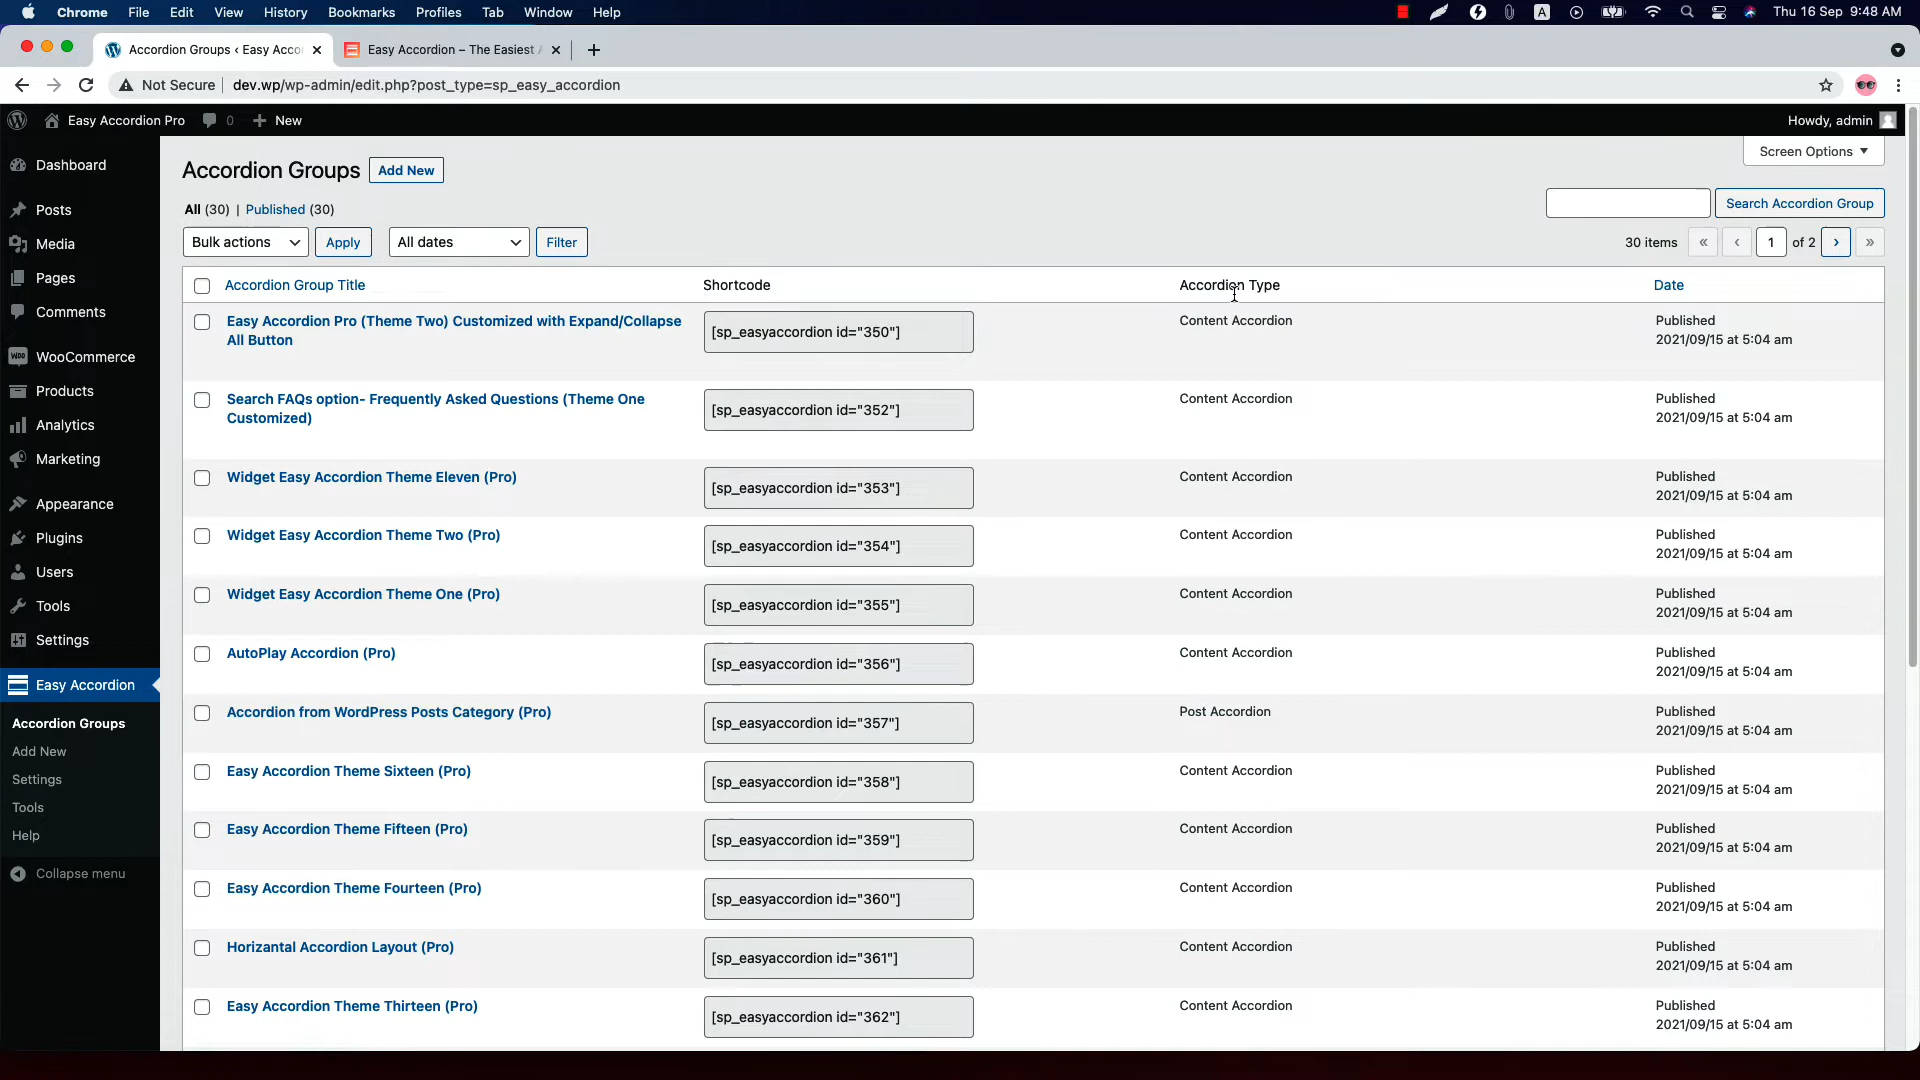 Chrome File Edit View History Bookmarks Profiles Tab Window Help
A
Thu 16 Sep 9:48 AM
Accordion Groups ‹ Easy Acco
Easy Accordion – The Easiest A
Not Secure dev.wp/wp-admin/edit.php?post_type=sp_easy_accordion
Easy Accordion Pro 0 New
Howdy, admin
Screen Options
Dashboard
Posts
Media
Pages
Comments
WooCommerce
Products
Analytics
Marketing
Appearance
Plugins
Users
Tools
Settings
Easy Accordion
Accordion Groups
Add New
Settings
Tools
Help
Collapse menu
Accordion Groups Add New
All (30) | Published (30)
Search Accordion Group
Bulk actions Apply All dates Filter
30 items « ‹ 1 of 2 › »
Accordion Group Title Shortcode Accordion Type Date
Easy Accordion Pro (Theme Two) Customized with Expand/Collapse
All Button
[sp_easyaccordion id="350"]
Content Accordion
Published
2021/09/15 at 5:04 am
Search FAQs option- Frequently Asked Questions (Theme One
Customized)
[sp_easyaccordion id="352"]
Content Accordion
Published
2021/09/15 at 5:04 am
Widget Easy Accordion Theme Eleven (Pro)
[sp_easyaccordion id="353"]
Content Accordion
Published
2021/09/15 at 5:04 am
Widget Easy Accordion Theme Two (Pro)
[sp_easyaccordion id="354"]
Content Accordion
Published
2021/09/15 at 5:04 am
Widget Easy Accordion Theme One (Pro)
[sp_easyaccordion id="355"]
Content Accordion
Published
2021/09/15 at 5:04 am
AutoPlay Accordion (Pro)
[sp_easyaccordion id="356"]
Content Accordion
Published
2021/09/15 at 5:04 am
Accordion from WordPress Posts Category (Pro)
[sp_easyaccordion id="357"]
Post Accordion
Published
2021/09/15 at 5:04 am
Easy Accordion Theme Sixteen (Pro)
[sp_easyaccordion id="358"]
Content Accordion
Published
2021/09/15 at 5:04 am
Easy Accordion Theme Fifteen (Pro)
[sp_easyaccordion id="359"]
Content Accordion
Published
2021/09/15 at 5:04 am
Easy Accordion Theme Fourteen (Pro)
[sp_easyaccordion id="360"]
Content Accordion
Published
2021/09/15 at 5:04 am
Horizantal Accordion Layout (Pro)
[sp_easyaccordion id="361"]
Content Accordion
Published
2021/09/15 at 5:04 am
Easy Accordion Theme Thirteen (Pro)
[sp_easyaccordion id="362"]
Content Accordion
Published
2021/09/15 at 5:04 am